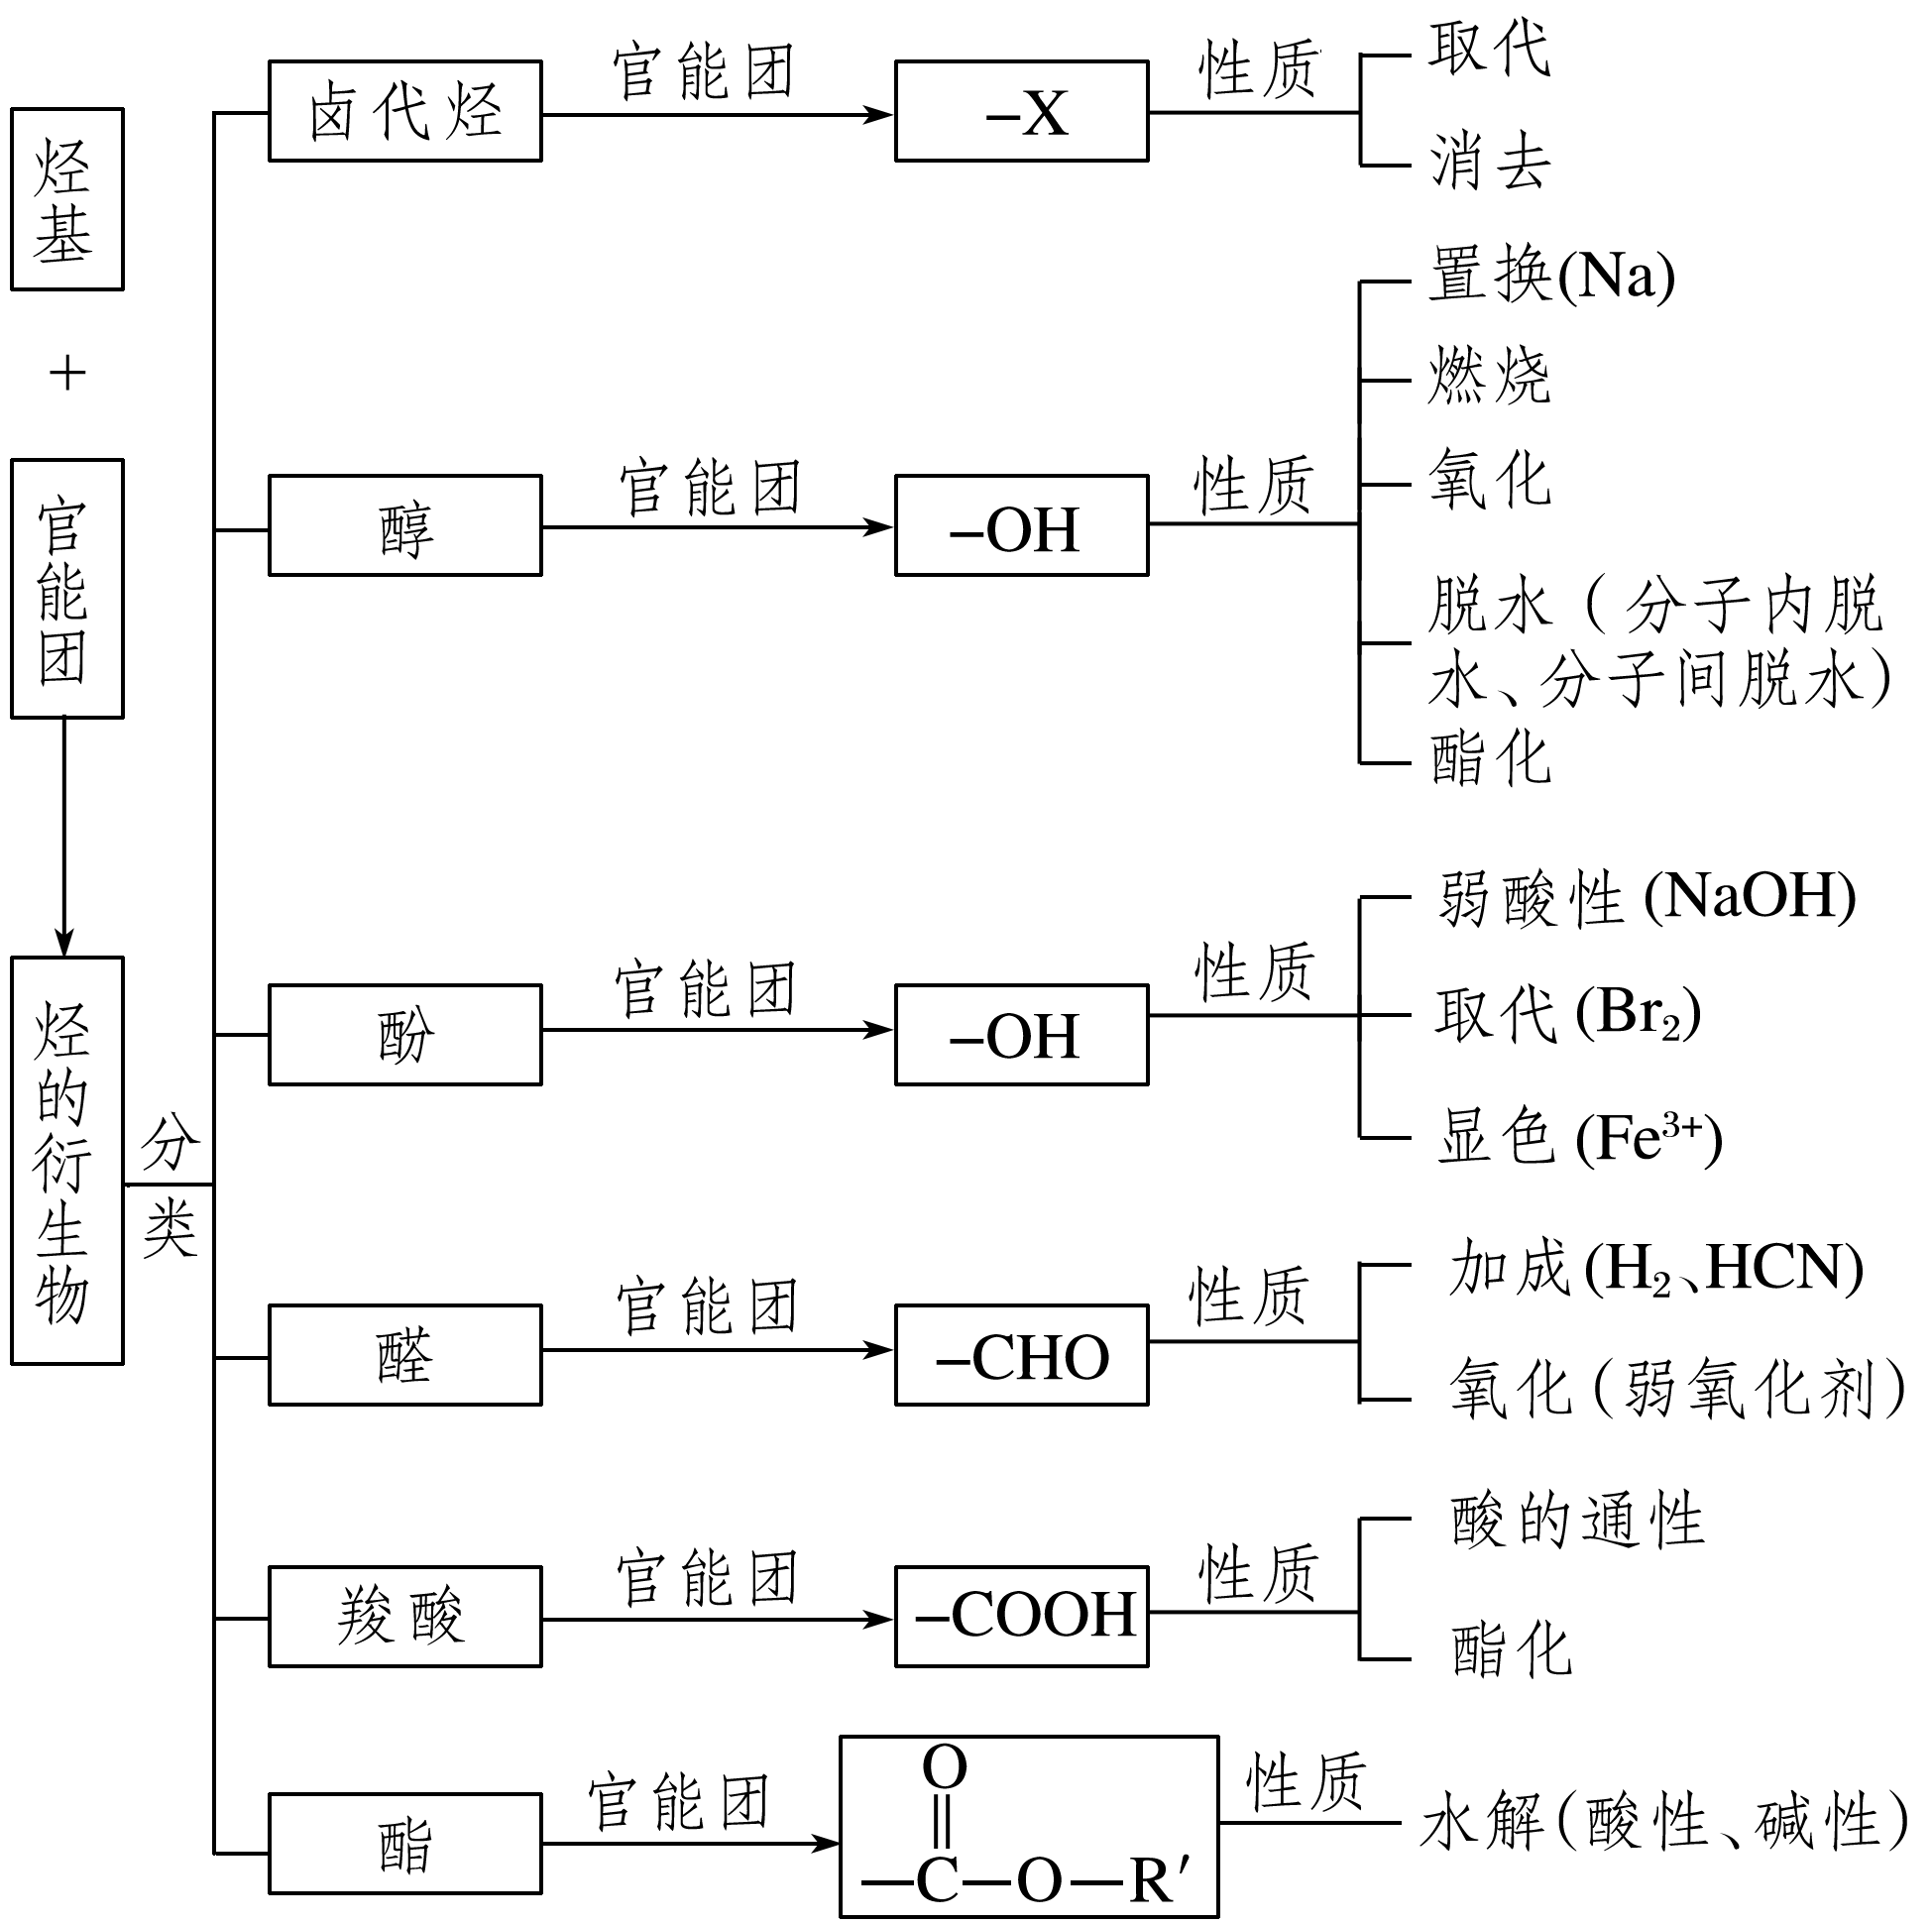 烃基
+
官能团
烃的衍生物
分类
卤代烃
官能团
–X
性质
取代
消去
醇
官能团
–OH
性质
置换(Na)
燃烧
氧化
脱水（分子内脱
水、分子间脱水）
酯化
酚
官能团
–OH
性质
弱酸性(NaOH)
取代(Br₂)
显色(Fe³⁺)
醛
官能团
–CHO
性质
加成(H₂、HCN)
氧化(弱氧化剂)
羧酸
官能团
–COOH
性质
酸的通性
酯化
酯
官能团
O
‖
—C—O—R′
性质
水解(酸性、碱性)